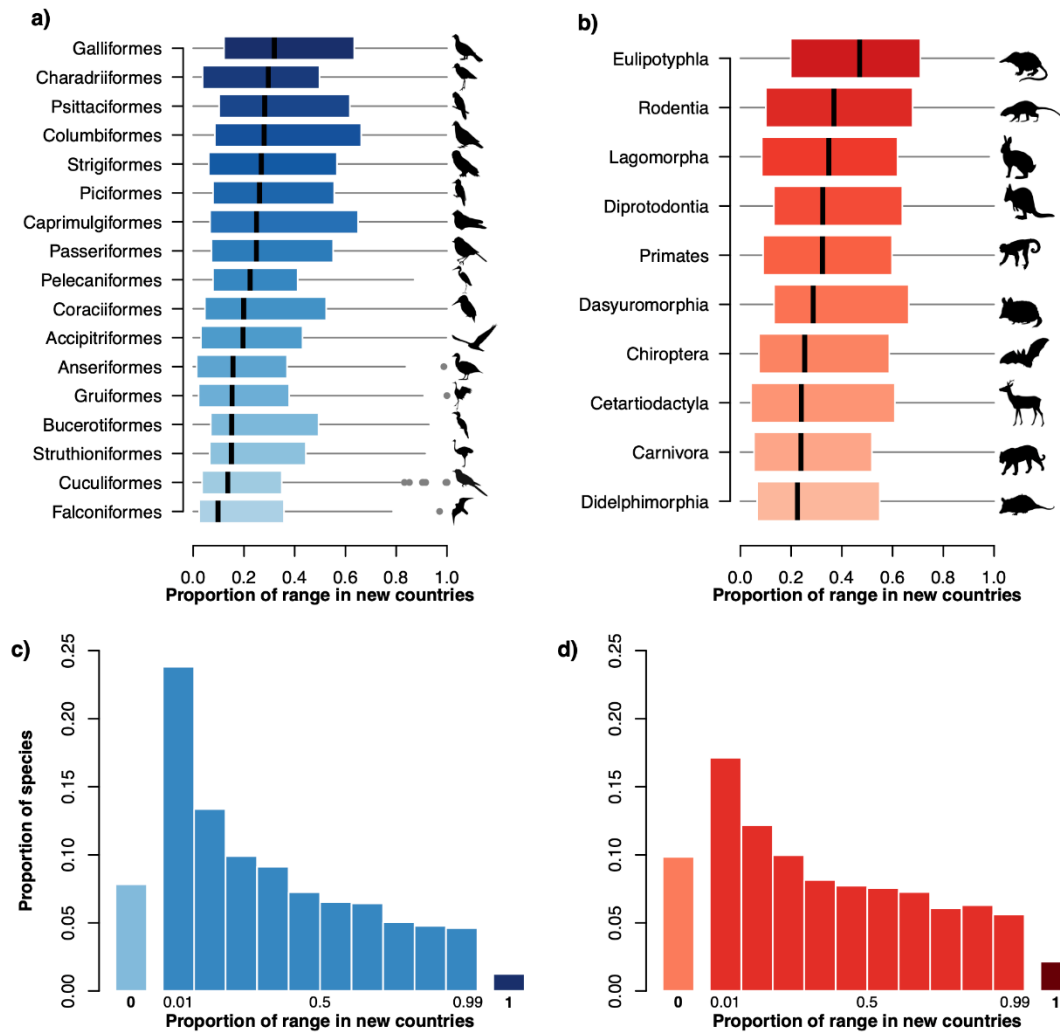 a)
Galliformes
Charadriiformes
Psittaciformes
Columbiformes
Strigiformes
Piciformes
Caprimulgiformes
Passeriformes
Pelecaniformes
Coraciiformes
Accipitriformes
Anseriformes
Gruiformes
Bucerotiformes
Struthioniformes
Cuculiformes
Falconiformes
0.0 0.2 0.4 0.6 0.8 1.0
Proportion of range in new countries
b)
Eulipotyphla
Rodentia
Lagomorpha
Diprotodontia
Primates
Dasyuromorphia
Chiroptera
Cetartiodactyla
Carnivora
Didelphimorphia
0.0 0.2 0.4 0.6 0.8 1.0
Proportion of range in new countries
c)
Proportion of species
0.25
0.20
0.15
0.10
0.05
0.00
0 0.01 0.5 0.99 1
Proportion of range in new countries
d)
0.25
0.20
0.15
0.10
0.05
0.00
0 0.01 0.5 0.99 1
Proportion of range in new countries